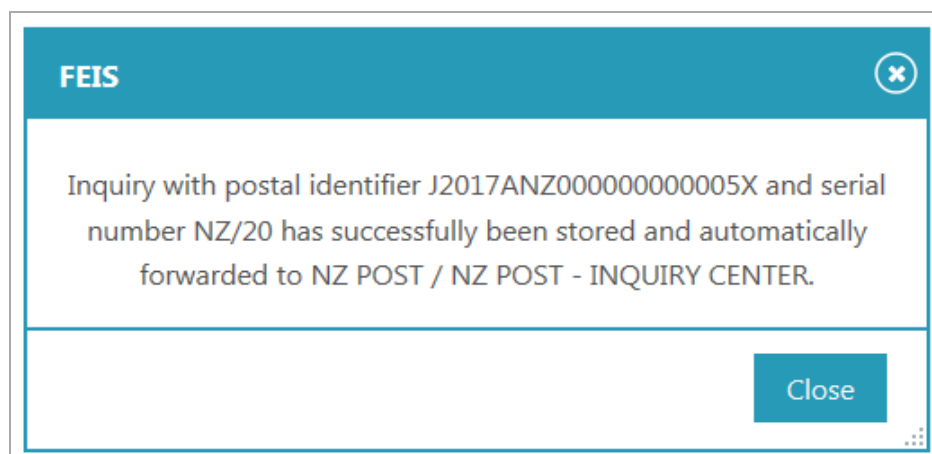 FEIS
Inquiry with postal identifier J2017ANZ000000000005X and serial
number NZ/20 has successfully been stored and automatically
forwarded to NZ POST / NZ POST - INQUIRY CENTER.
Close